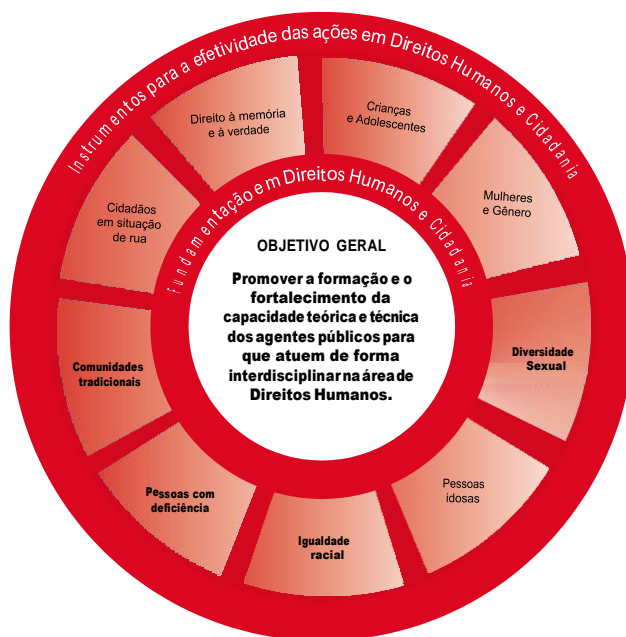 Instrumentos para a efetividade das ações em Direitos Humanos e Cidadania
Direito à memória
e à verdade
Crianças
e Adolescentes
Mulheres
e Gênero
Diversidade
Sexual
Pessoas
idosas
Igualdade
racial
Pessoas com
deficiência
Comunidades
tradicionais
Cidadãos
em situação
de rua
Fundamentação em Direitos Humanos e Cidadania
OBJETIVO GERAL
Promover a formação e o
fortalecimento da
capacidade teórica e técnica
dos agentes públicos para
que atuem de forma
interdisciplinar na área de
Direitos Humanos.